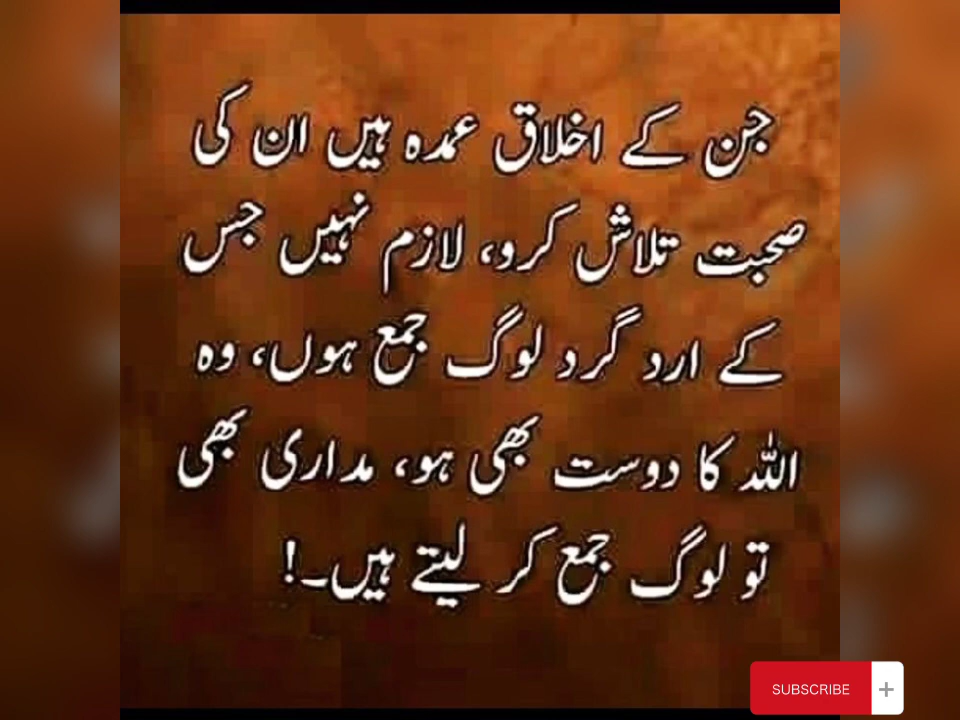 جن کے اخلاق عمدہ ہیں ان کی
صحبت تلاش کرو، لازم نہیں جس
کے ارد گرد لوگ جمع ہوں، وہ
اللہ کا دوست بھی ہو، مداری بھی
تو لوگ جمع کر لیتے ہیں۔!
SUBSCRIBE +